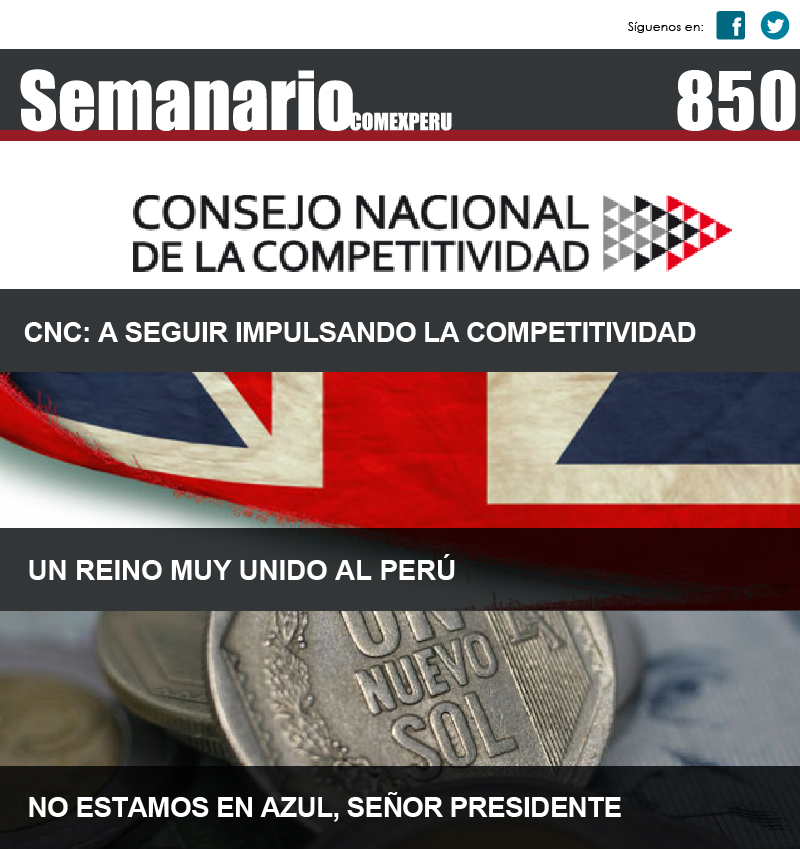 Síguenos en:
Semanario COMEXPERU
850
CONSEJO NACIONAL
DE LA COMPETITIVIDAD
CNC: A SEGUIR IMPULSANDO LA COMPETITIVIDAD
UN REINO MUY UNIDO AL PERÚ
UN
NUEVO
SOL
NO ESTAMOS EN AZUL, SEÑOR PRESIDENTE